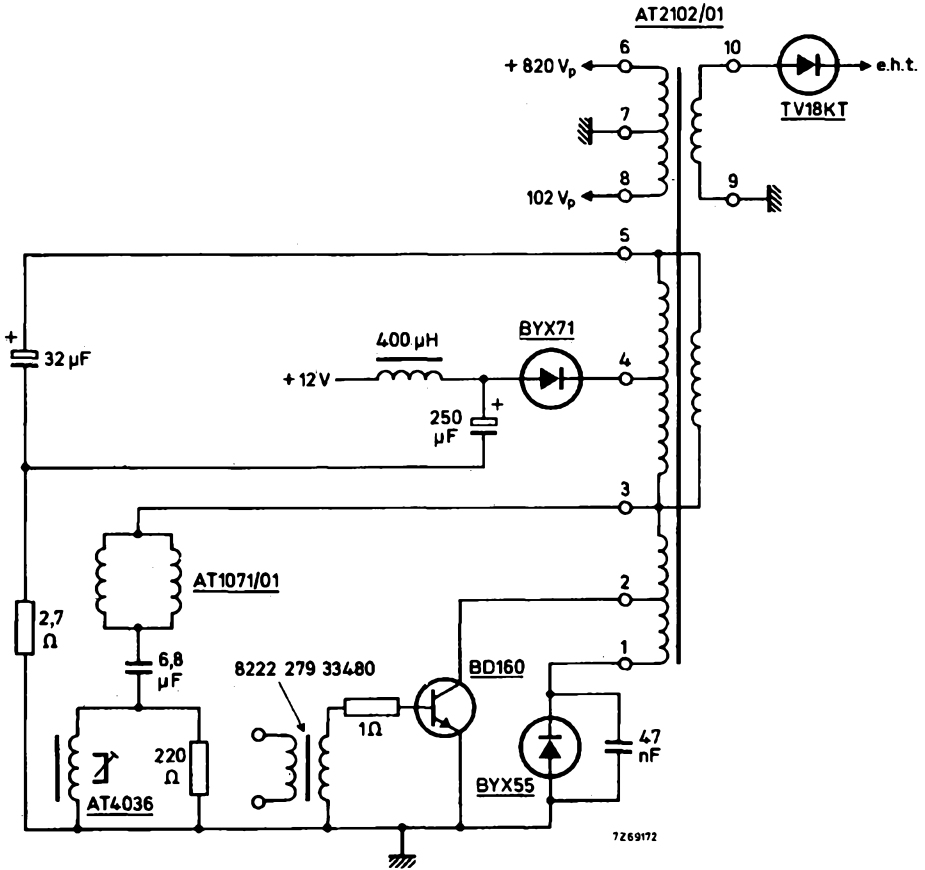 AT2102/01
6
10
+ 820 Vp
e.h.t.
TV18KT
7
8
9
102 Vp
5
+
32 µF
400 µH
BYX71
4
+ 12 V
+
250
µF
3
AT1071/01
2,7
Ω
2
1
6,8
µF
8222 279 33480
BD160
1Ω
220
Ω
47
nF
BYX55
AT4036
7Z69172